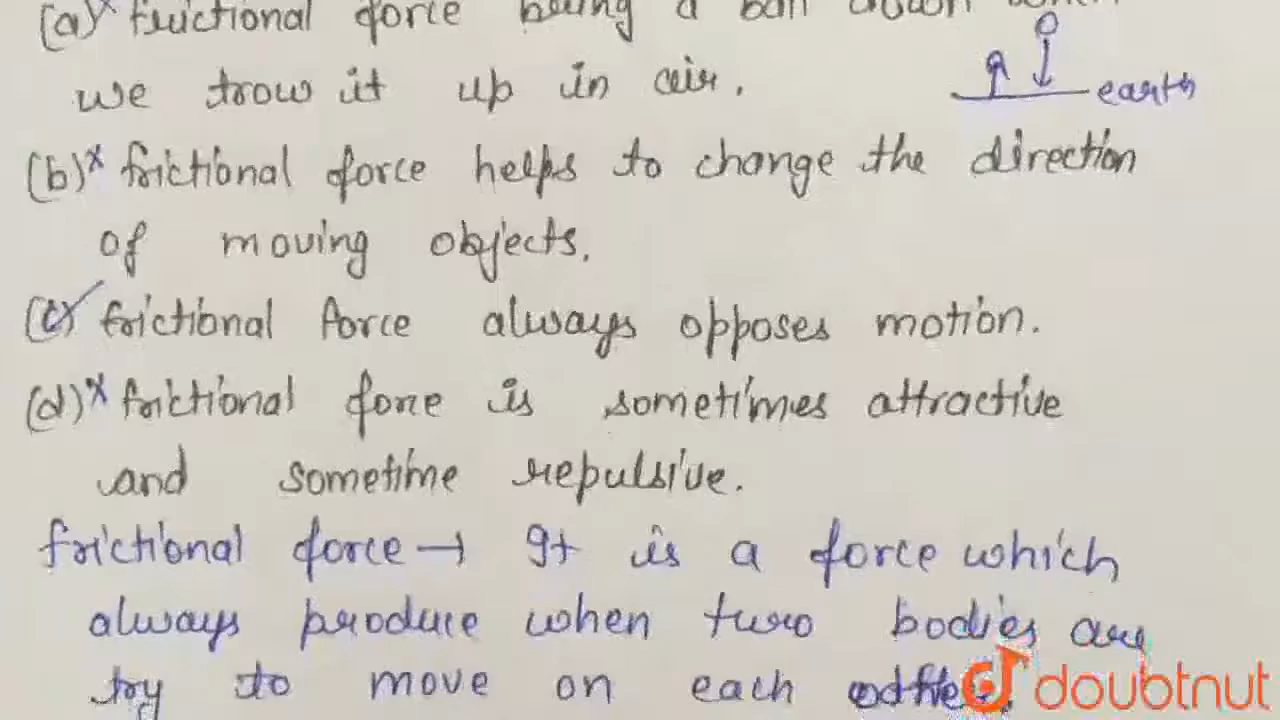 (a)x frictional force being a ball down when
we trow it up in air.
earth
(b)x frictional force helps to change the direction
of moving objects.
(c)✓ frictional force always opposes motion.
(d)x frictional force is sometimes attractive
and sometime repulsive.
frictional force → It is a force which
always produce when two bodies are
try to move on each other.
doubtnut